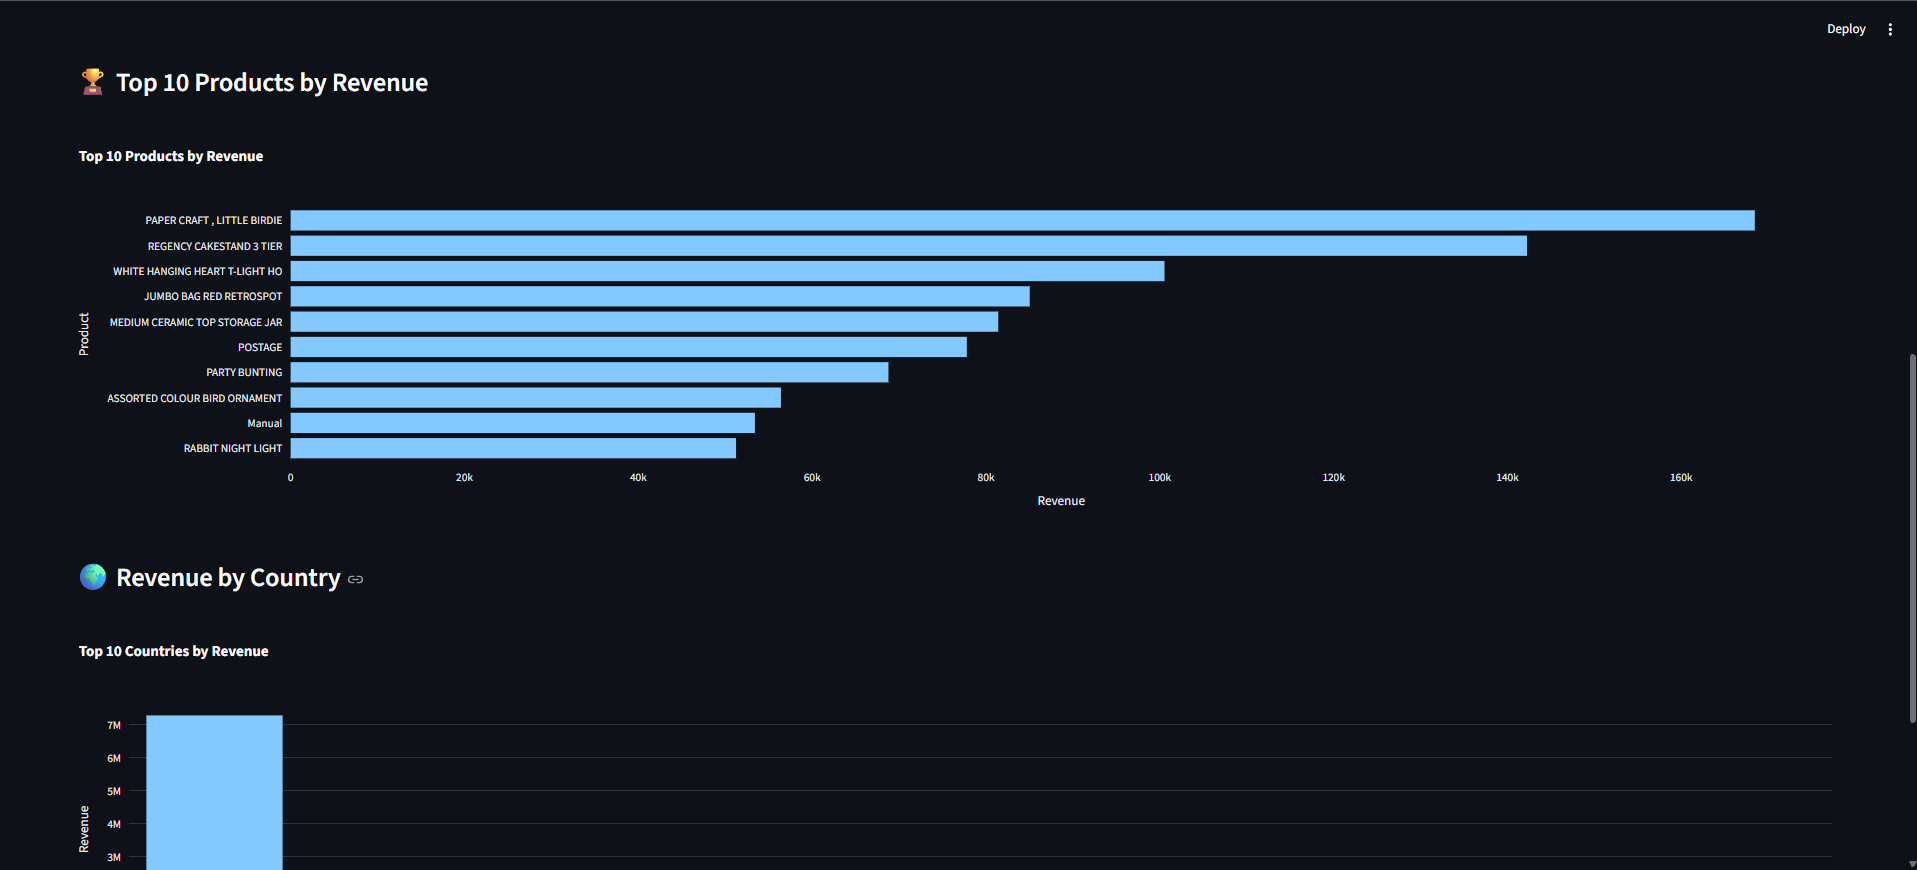 Deploy
Top 10 Products by Revenue
Top 10 Products by Revenue
Product
PAPER CRAFT , LITTLE BIRDIE
REGENCY CAKESTAND 3 TIER
WHITE HANGING HEART T-LIGHT HO
JUMBO BAG RED RETROSPOT
MEDIUM CERAMIC TOP STORAGE JAR
POSTAGE
PARTY BUNTING
ASSORTED COLOUR BIRD ORNAMENT
Manual
RABBIT NIGHT LIGHT
0 20k 40k 60k 80k 100k 120k 140k 160k
Revenue
Revenue by Country
Top 10 Countries by Revenue
7M
6M
5M
4M
3M
Revenue